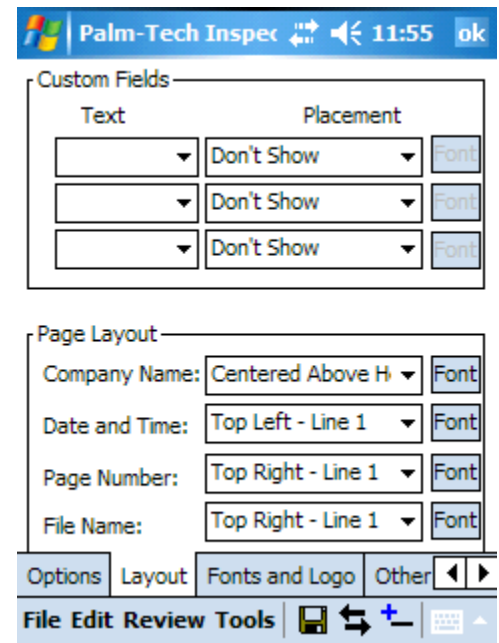 Palm-Tech Inspec 11:55 ok
Custom Fields
Text Placement
Don't Show Font
Don't Show Font
Don't Show Font
Page Layout
Company Name: Centered Above H Font
Date and Time: Top Left - Line 1 Font
Page Number: Top Right - Line 1 Font
File Name: Top Right - Line 1 Font
Options Layout Fonts and Logo Other
File Edit Review Tools